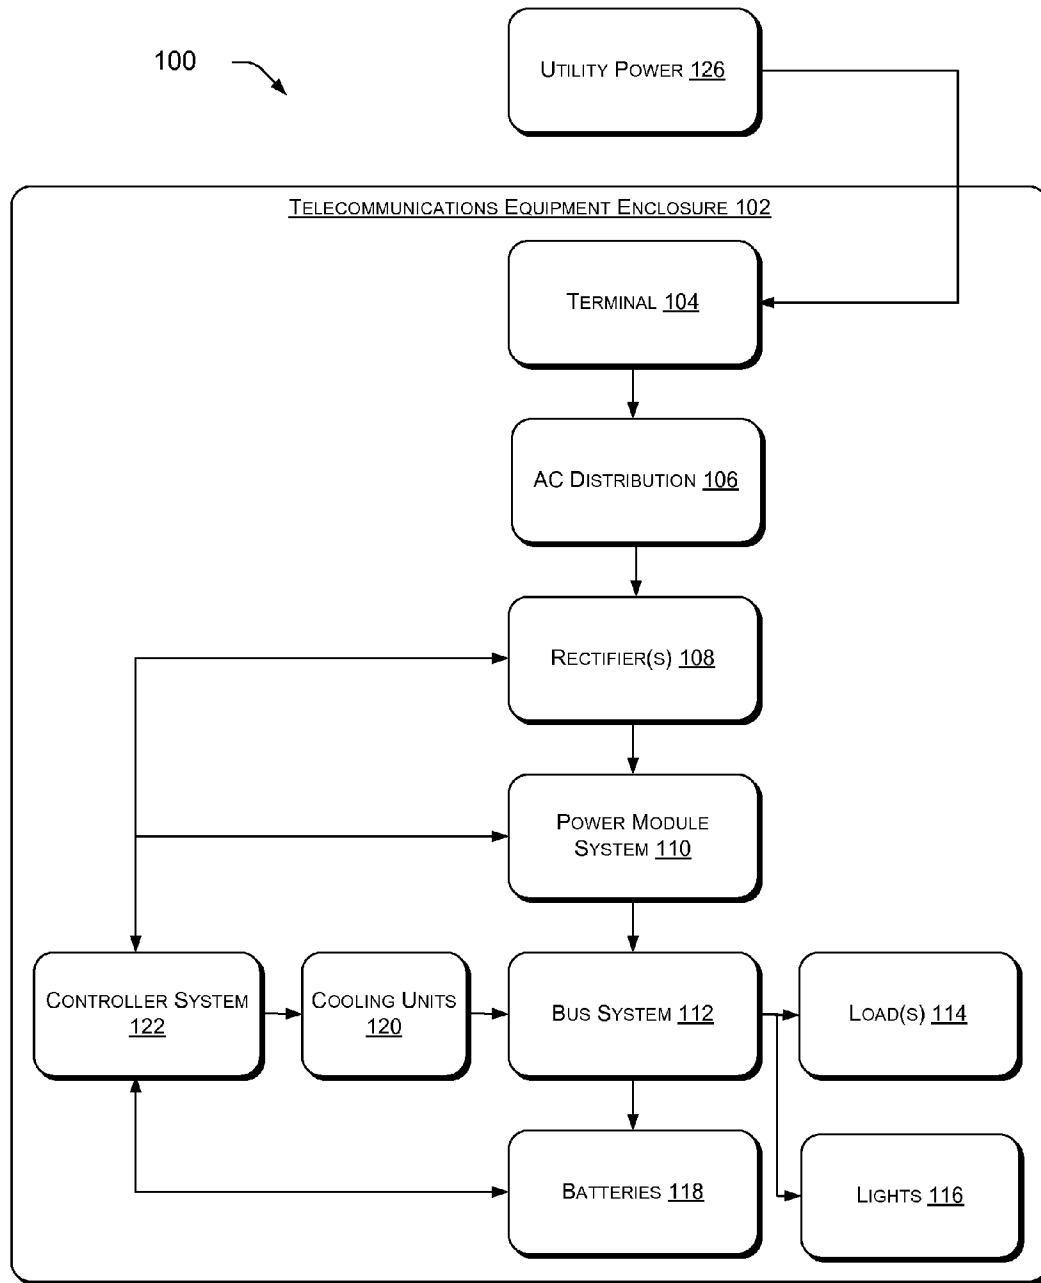 100
UTILITY POWER 126
TELECOMMUNICATIONS EQUIPMENT ENCLOSURE 102
TERMINAL 104
AC DISTRIBUTION 106
RECTIFIER(S) 108
POWER MODULE
SYSTEM 110
CONTROLLER SYSTEM
122
COOLING UNITS
120
BUS SYSTEM 112
LOAD(S) 114
BATTERIES 118
LIGHTS 116